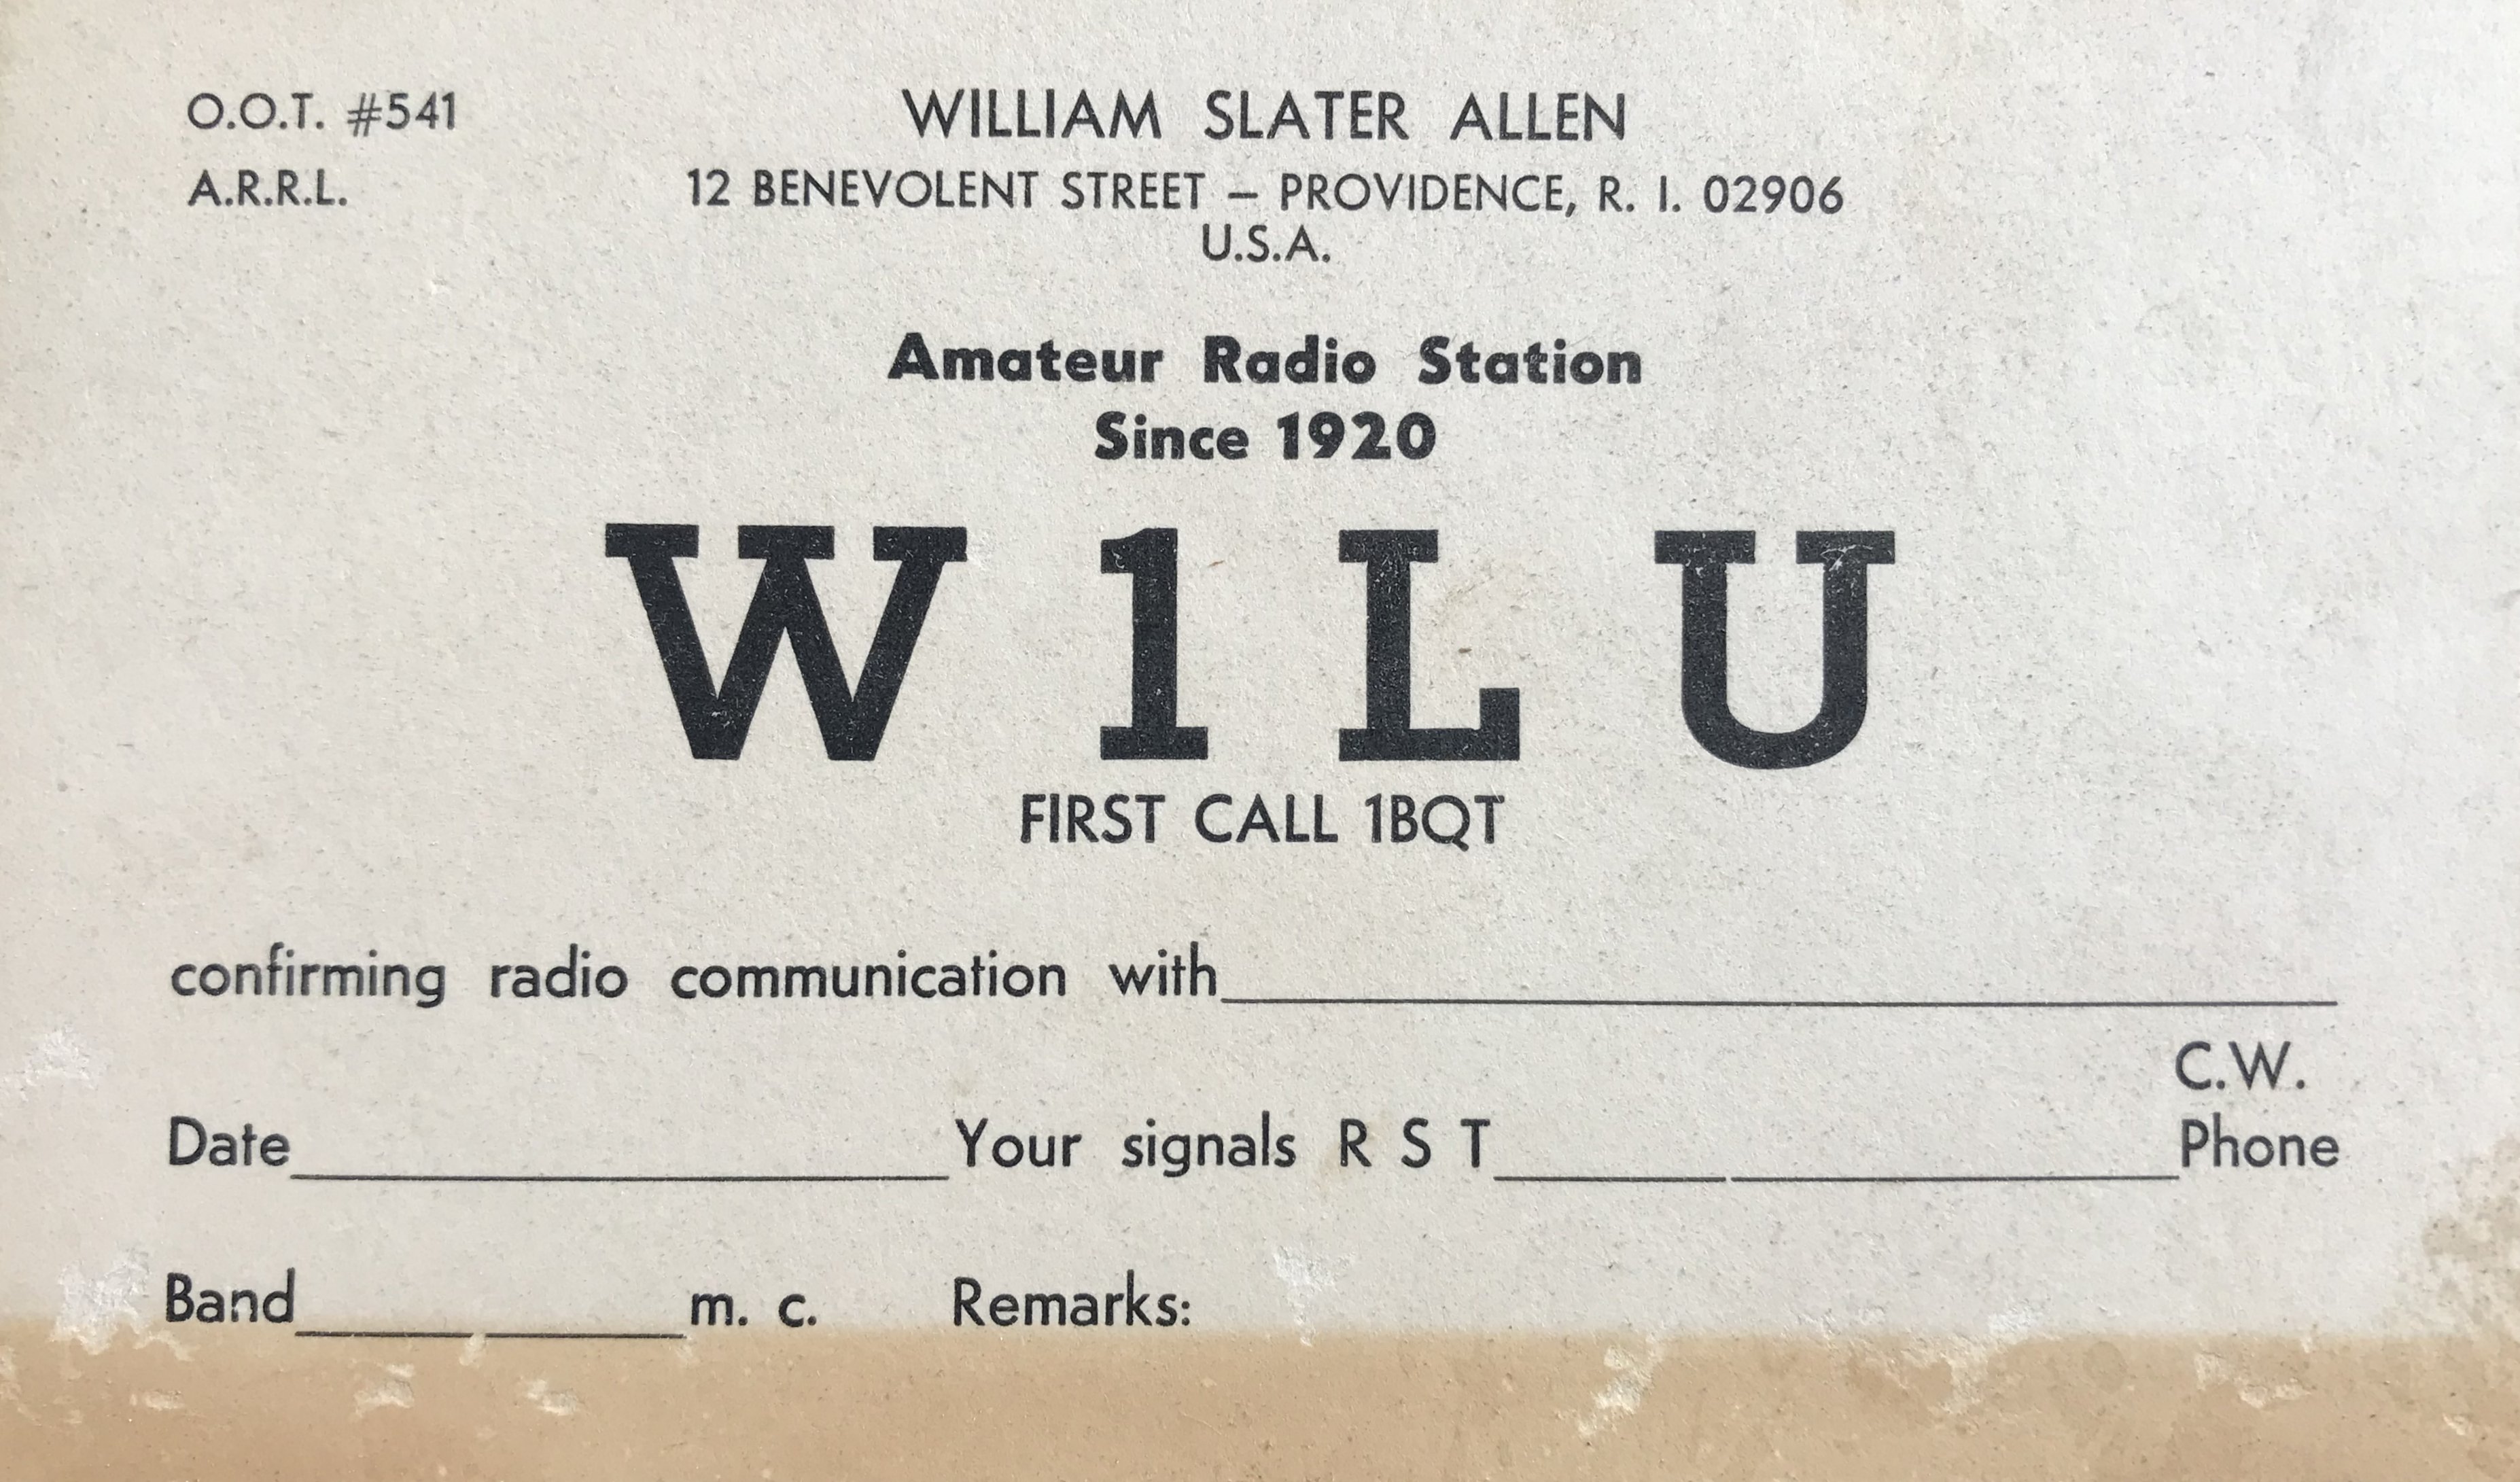 O.O.T. #541
A.R.R.L.
WILLIAM SLATER ALLEN
12 BENEVOLENT STREET – PROVIDENCE, R. I. 02906
U.S.A.
Amateur Radio Station
Since 1920
W 1 L U
FIRST CALL 1BQT
confirming radio communication with
C.W.
Date Your signals R S T Phone
Band m. c. Remarks: